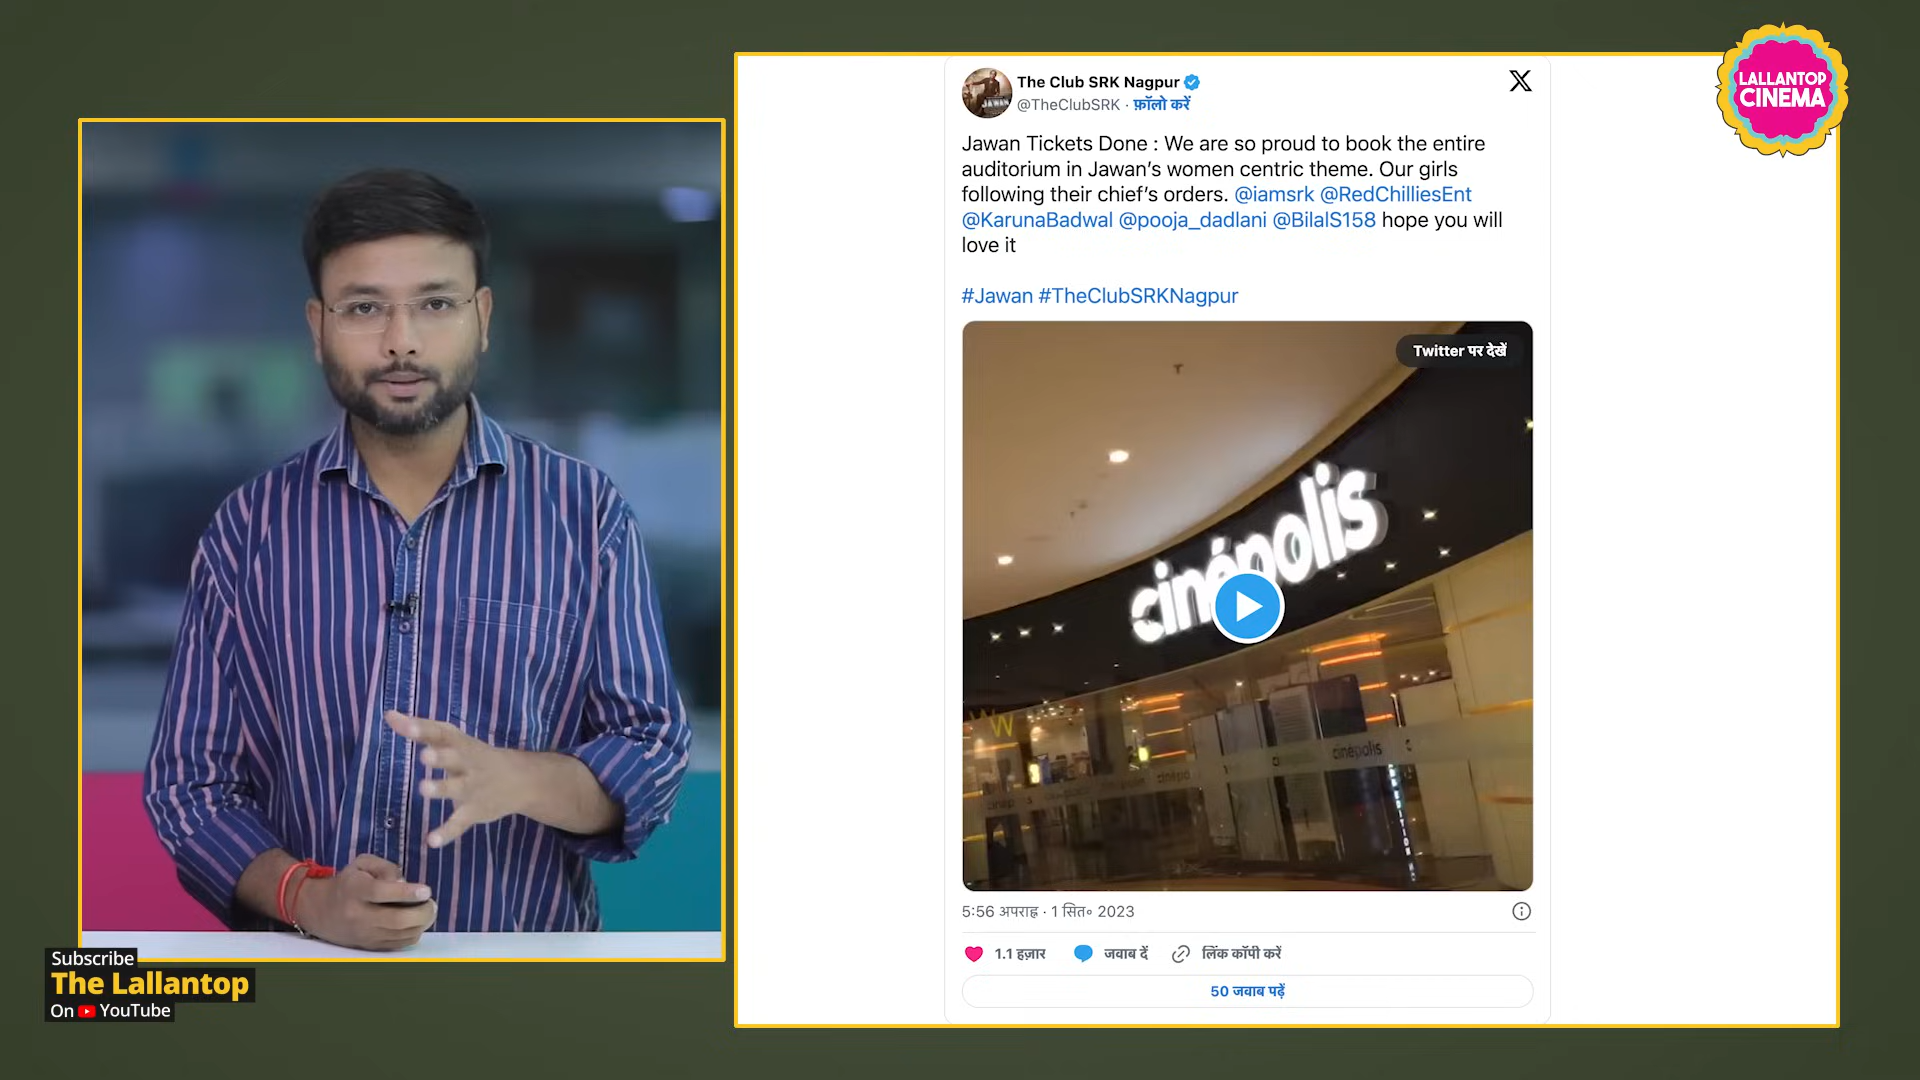 LALLANTOP
CINEMA
The Club SRK Nagpur
@TheClubSRK · फ़ॉलो करें
Jawan Tickets Done : We are so proud to book the entire
auditorium in Jawan’s women centric theme. Our girls
following their chief’s orders. @iamsrk @RedChilliesEnt
@KarunaBadwal @pooja_dadlani @BilalS158 hope you will
love it
#Jawan #TheClubSRKNagpur
Twitter पर देखें
cinépolis
cinépolis
5:56 अपराह्न · 1 सित॰ 2023
1.1 हज़ार जवाब दें लिंक कॉपी करें
50 जवाब पढ़ें
Subscribe
The Lallantop
On YouTube